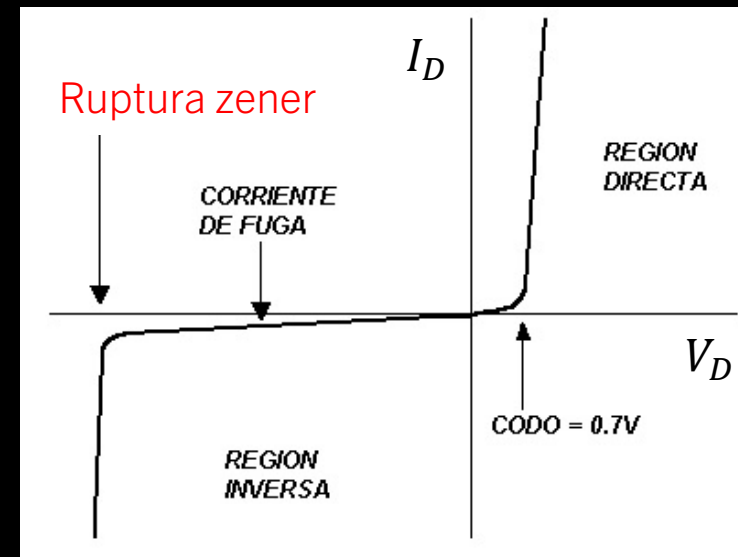 I_D
Ruptura zener
REGION
DIRECTA
CORRIENTE
DE FUGA
V_D
CODO = 0.7V
REGION
INVERSA